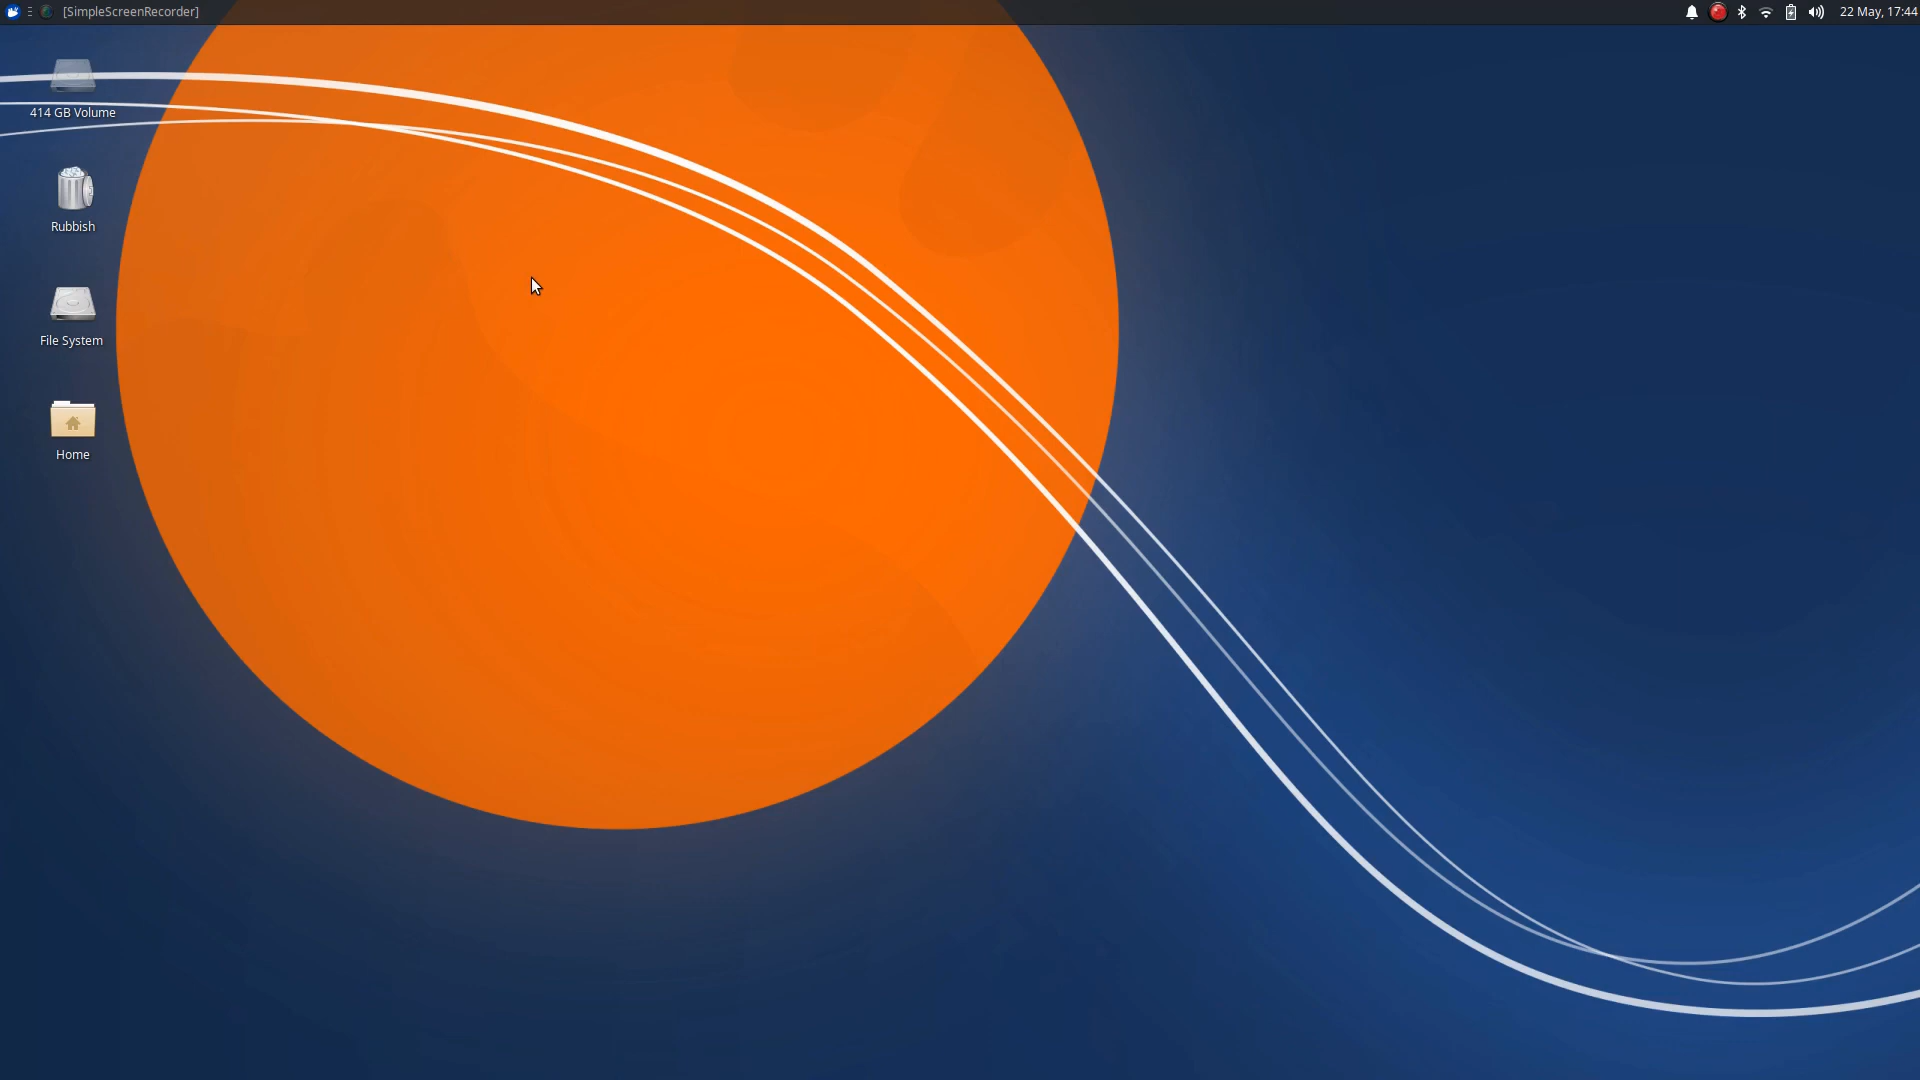 [SimpleScreenRecorder]
22 May, 17:44
414 GB Volume
Rubbish
File System
Home